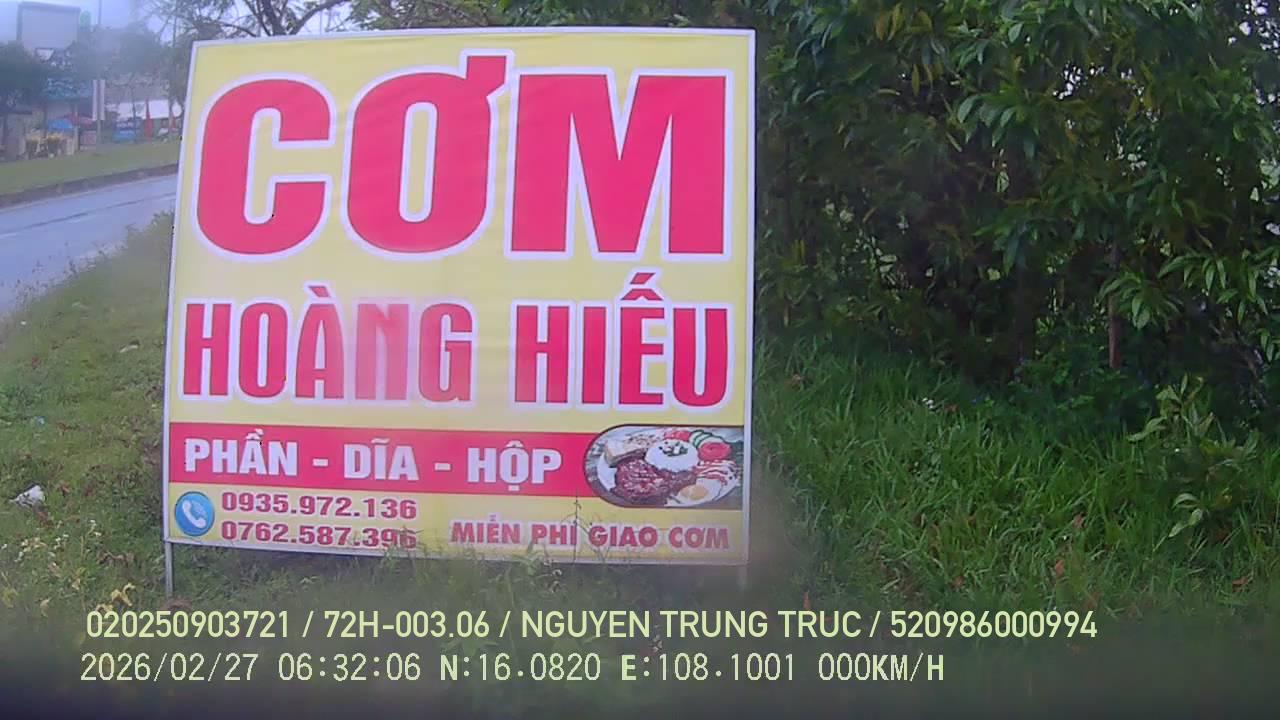 CƠM
HOÀNG HIẾU
PHẦN - DĨA - HỘP
0935.972.136
0762.587.396
MIỄN PHÍ GIAO CƠM
020250903721 / 72H-003.06 / NGUYEN TRUNG TRUC / 520986000994
2026/02/27 06:32:06 N:16.0820 E:108.1001 000KM/H